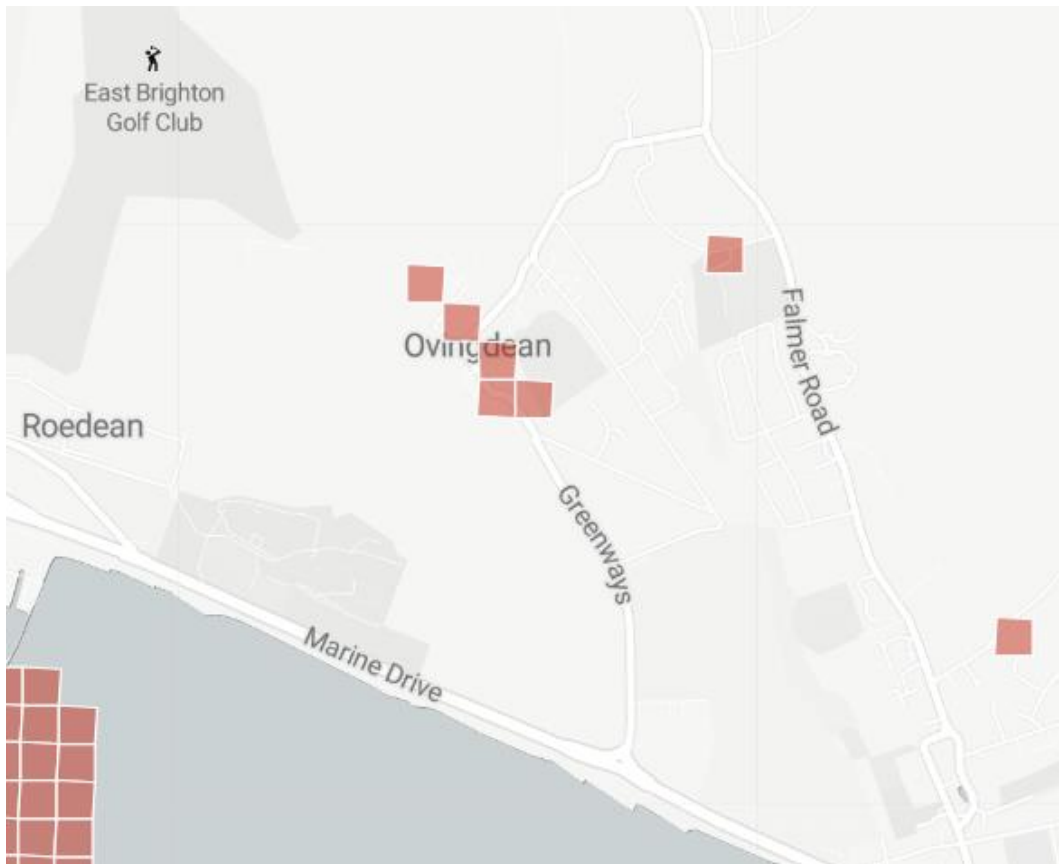 East Brighton
Golf Club
Ovingdean
Falmer Road
Roedean
Greenways
Marine Drive